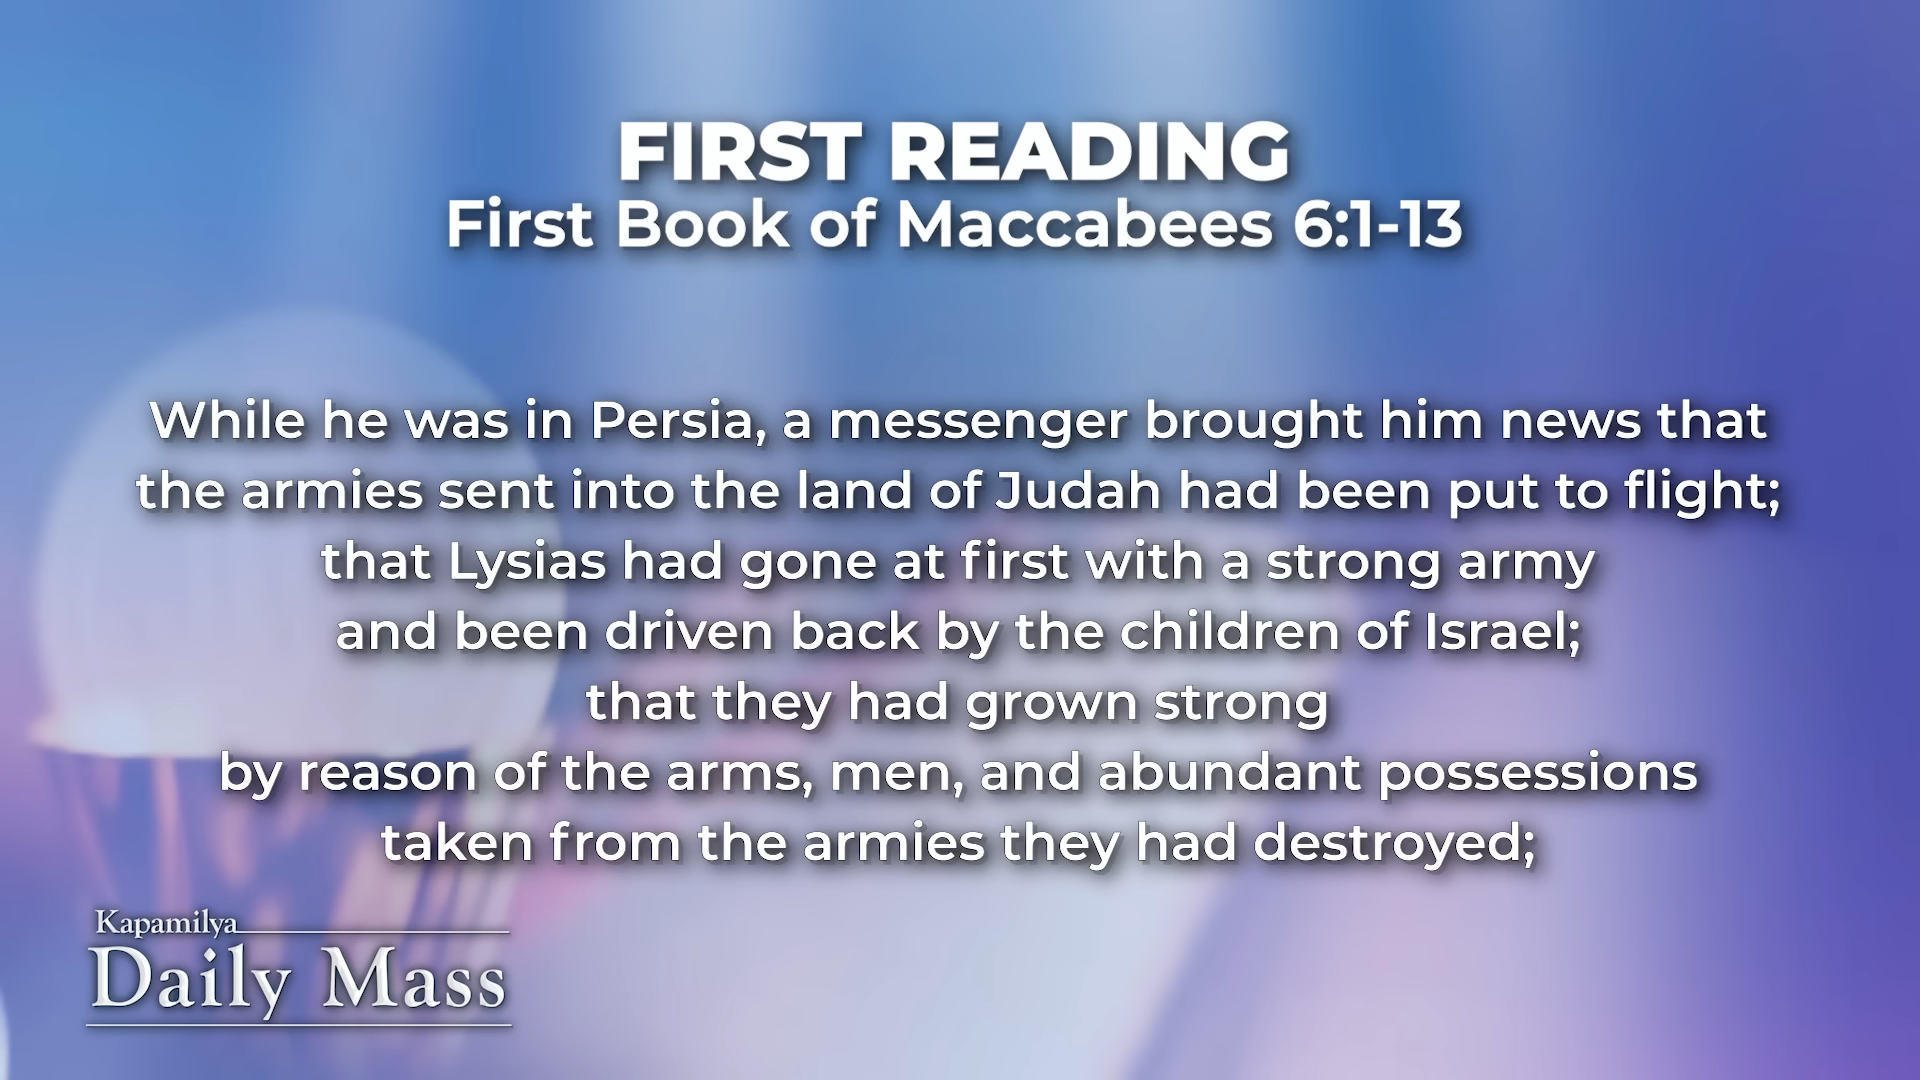 FIRST READING
First Book of Maccabees 6:1-13
While he was in Persia, a messenger brought him news that
the armies sent into the land of Judah had been put to flight;
that Lysias had gone at first with a strong army
and been driven back by the children of Israel;
that they had grown strong
by reason of the arms, men, and abundant possessions
taken from the armies they had destroyed;
Kapamilya
Daily Mass